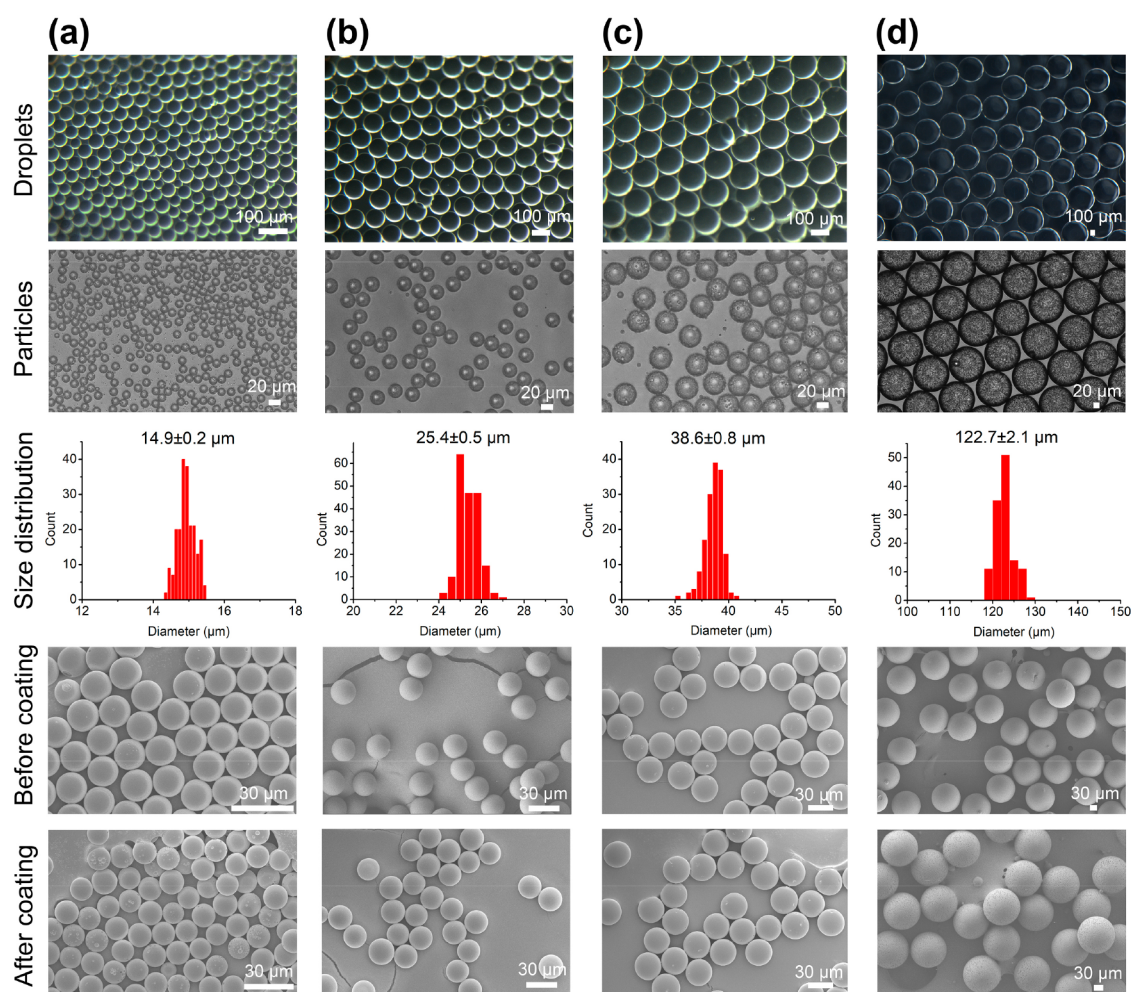 (a) (b) (c) (d)
Droplets
100 µm 100 µm 100 µm 100 µm
Particles
20 µm 20 µm 20 µm 20 µm
Size distribution
14.9±0.2 µm 25.4±0.5 µm 38.6±0.8 µm 122.7±2.1 µm
Count
40
30
20
10
0
12 14 16 18
Diameter (µm)
Count
60
50
40
30
20
10
0
20 22 24 26 28 30
Diameter (µm)
Count
40
30
20
10
0
30 35 40 45 50
Diameter (µm)
Count
50
40
30
20
10
0
100 110 120 130 140 150
Diameter (µm)
Before coating
30 µm 30 µm 30 µm 30 µm
After coating
30 µm 30 µm 30 µm 30 µm